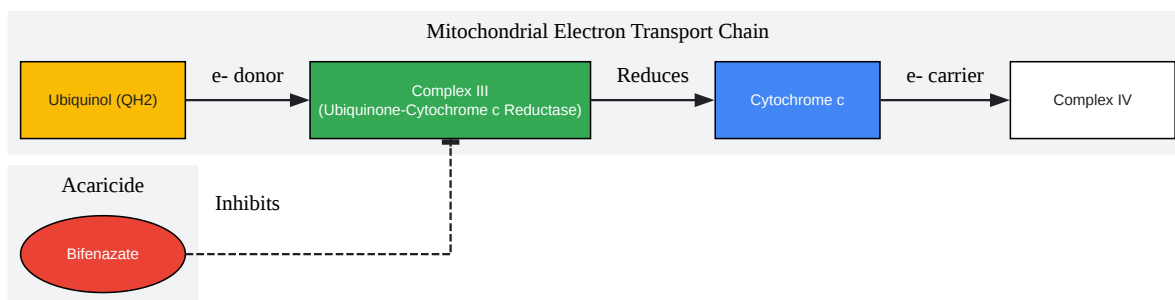 Mitochondrial Electron Transport Chain
Ubiquinol (QH2)
e- donor
Complex III
(Ubiquinone-Cytochrome c Reductase)
Reduces
Cytochrome c
e- carrier
Complex IV
Acaricide
Inhibits
Bifenazate